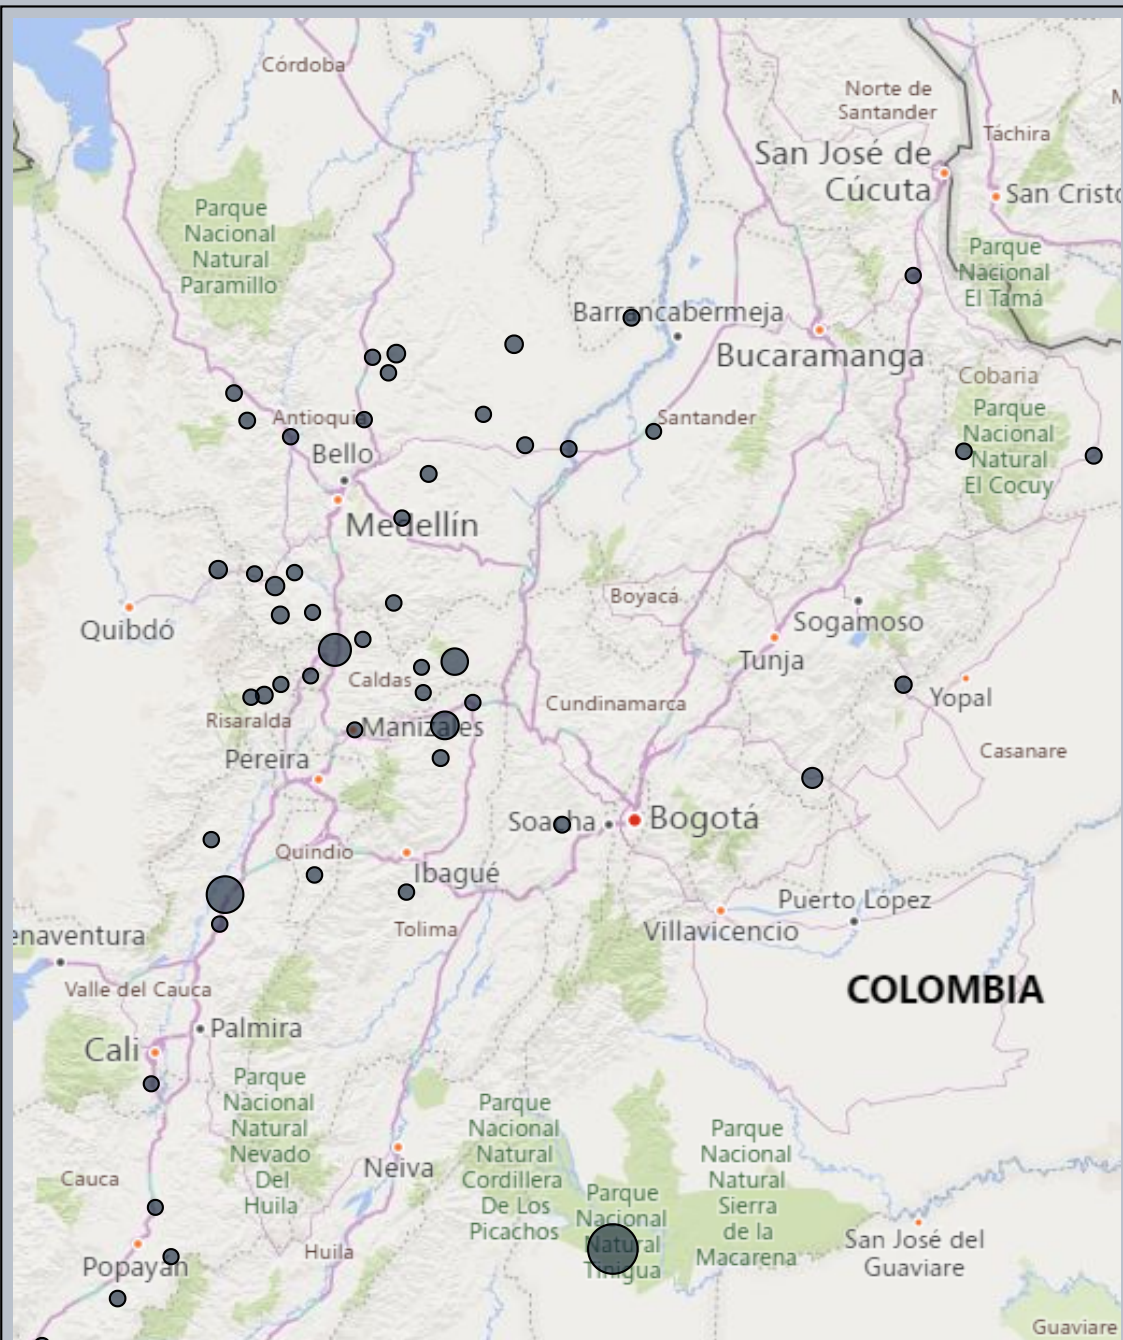 Córdoba
Norte de
Santander
Táchira
San José de
Cúcuta
San Cristo
Parque
Nacional
Natural
Paramillo
Parque
Nacional
El Tamá
Barrancabermeja
Bucaramanga
Cobaria
Parque
Nacional
Natural
El Cocuy
Antioquia
Santander
Bello
Medellín
Boyacá
Quibdó
Sogamoso
Tunja
Caldas
Yopal
Risaralda
Cundinamarca
Manizales
Casanare
Pereira
Soacha
Bogotá
Quindio
Ibagué
Puerto López
Tolima
Villavicencio
enaventura
Valle del Cauca
COLOMBIA
Palmira
Cali
Parque
Nacional
Natural
Nevado
Del
Huila
Parque
Nacional
Natural
Cordillera
De Los
Picachos
Parque
Nacional
Natural
Sierra
de la
Macarena
Neiva
Cauca
Parque
Nacional
Natural
Tinigua
San José del
Guaviare
Huila
Popayán
Guaviare